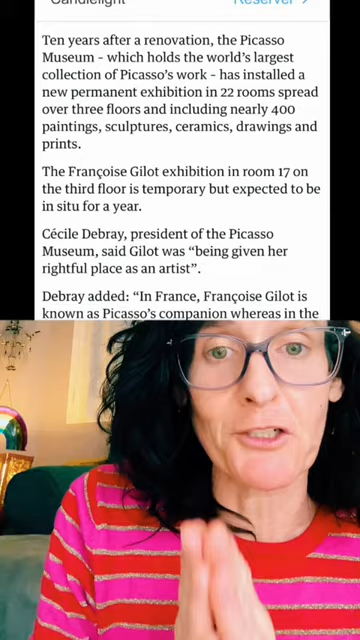 Candlelight
Réserver >
Ten years after a renovation, the Picasso
Museum – which holds the world's largest
collection of Picasso's work – has installed a
new permanent exhibition in 22 rooms spread
over three floors and including nearly 400
paintings, sculptures, ceramics, drawings and
prints.
The Françoise Gilot exhibition in room 17 on
the third floor is temporary but expected to be
in situ for a year.
Cécile Debray, president of the Picasso
Museum, said Gilot was “being given her
rightful place as an artist”.
Debray added: “In France, Françoise Gilot is
known as Picasso's companion whereas in the